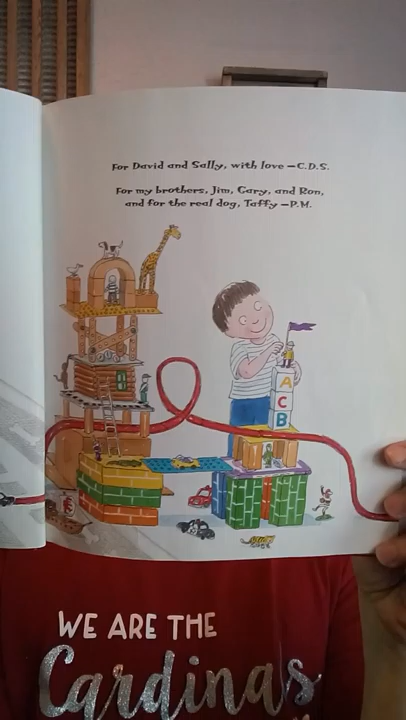 For David and Sally, with love —C.D.S.
For my brothers, Jim, Gary, and Ron,
and for the real dog, Taffy —P.M.
A
C
B
WE ARE THE
Cardinas